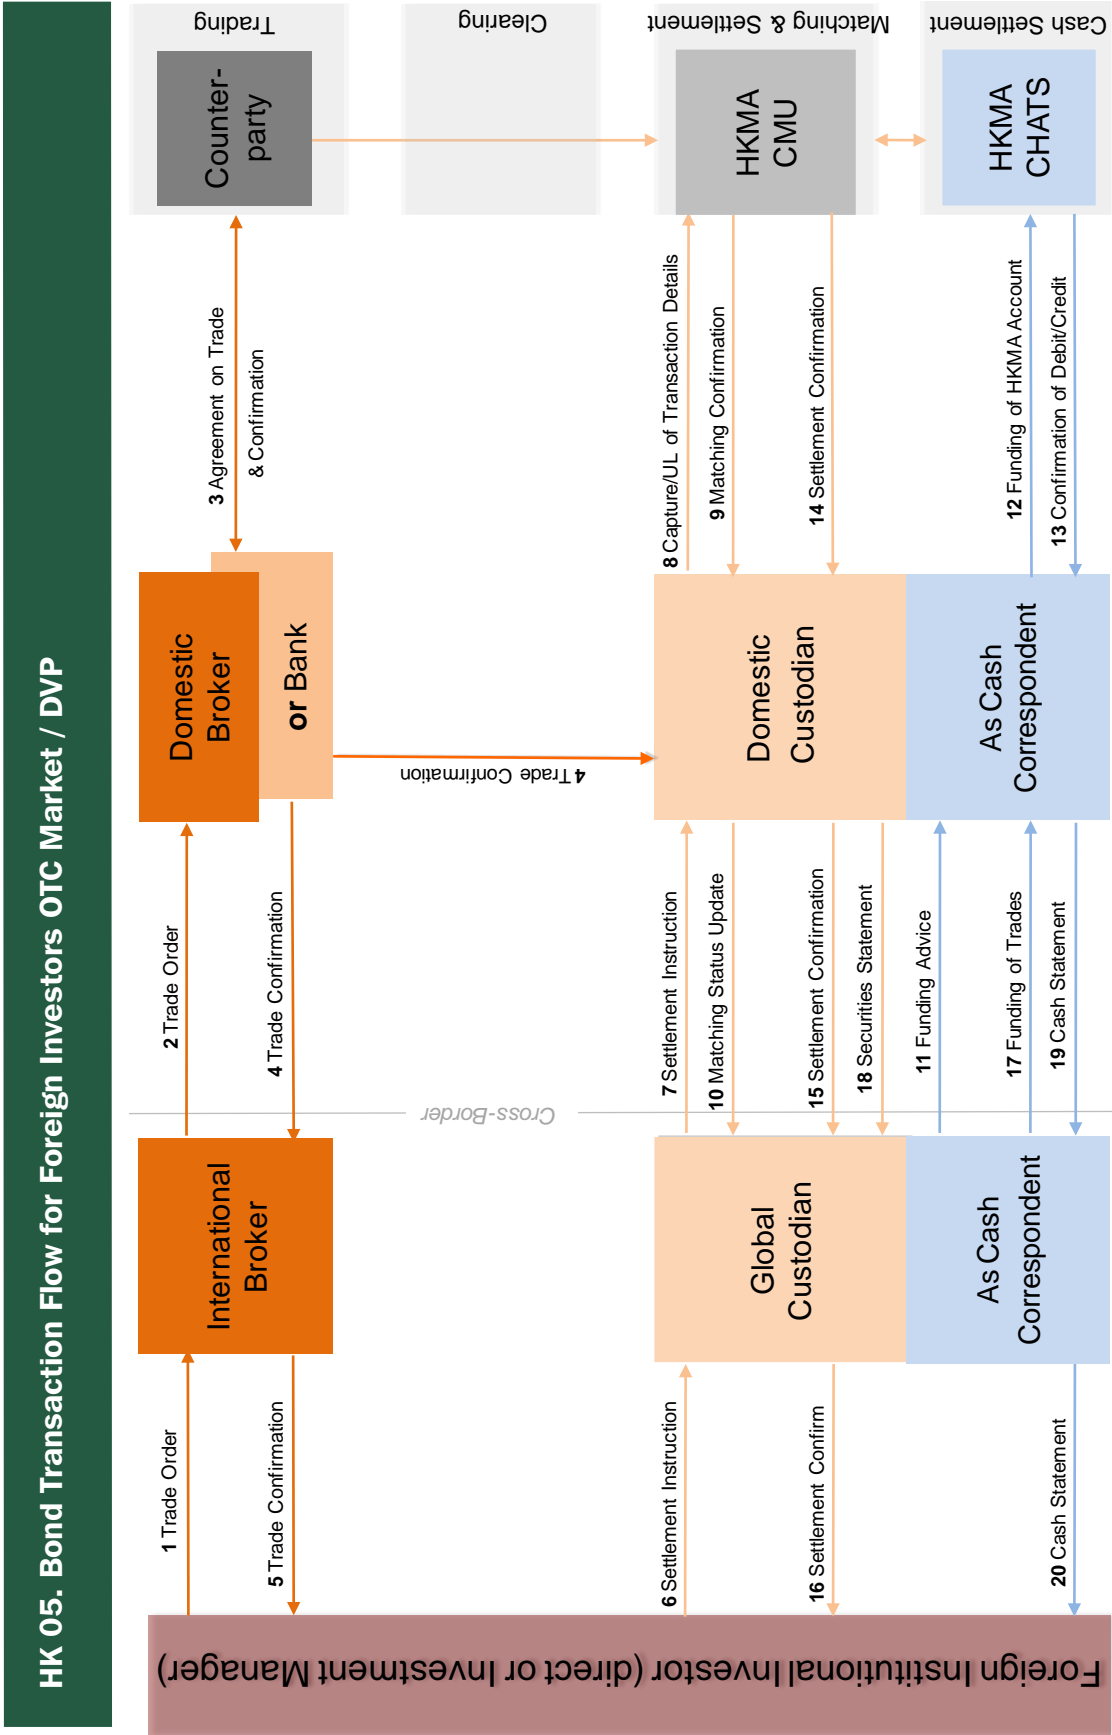 HK 05. Bond Transaction Flow for Foreign Investors OTC Market / DVP
Foreign Institutional Investor (direct or Investment Manager)
1 Trade Order
5 Trade Confirmation
International
Broker
2 Trade Order
4 Trade Confirmation
Domestic
Broker
or Bank
3 Agreement on Trade
& Confirmation
Counter-
party
Trading
Clearing
4 Trade Confirmation
Cross-Border
6 Settlement Instruction
16 Settlement Confirm
Global
Custodian
7 Settlement Instruction
10 Matching Status Update
15 Settlement Confirmation
18 Securities Statement
Domestic
Custodian
8 Capture/UL of Transaction Details
9 Matching Confirmation
14 Settlement Confirmation
HKMA
CMU
Matching & Settlement
20 Cash Statement
As Cash
Correspondent
11 Funding Advice
17 Funding of Trades
19 Cash Statement
As Cash
Correspondent
12 Funding of HKMA Account
13 Confirmation of Debit/Credit
HKMA
CHATS
Cash Settlement